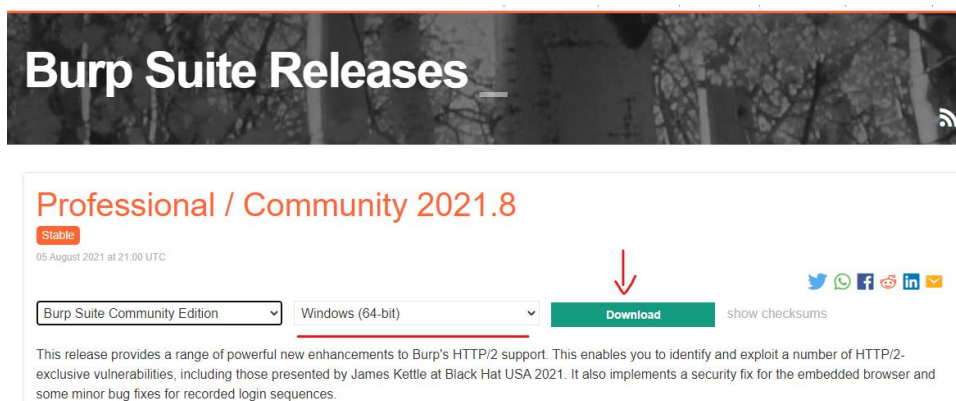 Burp Suite Releases_
Professional / Community 2021.8
Stable
05 August 2021 at 21:00 UTC
Burp Suite Community Edition
Windows (64-bit)
Download
show checksums
This release provides a range of powerful new enhancements to Burp's HTTP/2 support. This enables you to identify and exploit a number of HTTP/2-
exclusive vulnerabilities, including those presented by James Kettle at Black Hat USA 2021. It also implements a security fix for the embedded browser and
some minor bug fixes for recorded login sequences.